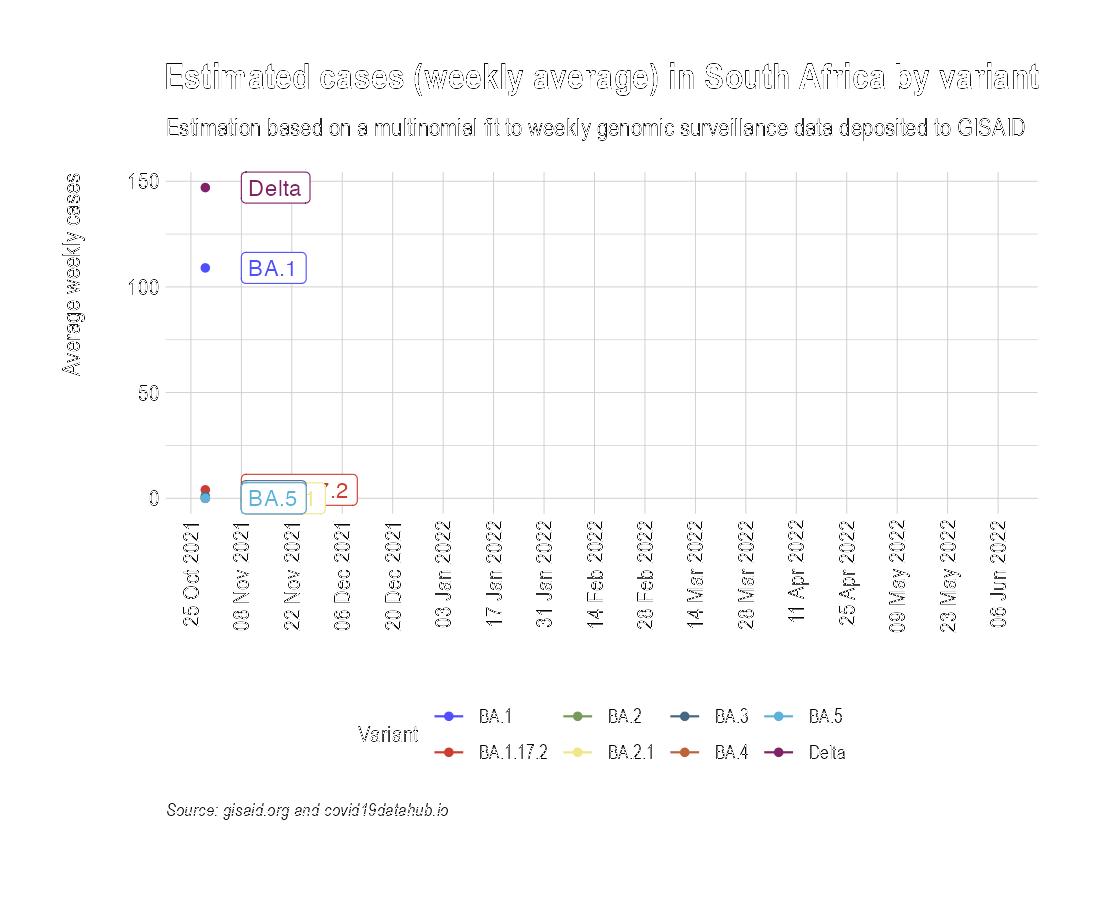 Estimated cases (weekly average) in South Africa by variant
Estimation based on a multinomial fit to weekly genomic surveillance data deposited to GISAID
Average weekly cases
150
100
50
0
Delta
BA.1
7.2
1
BA.5
25 Oct 2021
08 Nov 2021
22 Nov 2021
06 Dec 2021
20 Dec 2021
03 Jan 2022
17 Jan 2022
31 Jan 2022
14 Feb 2022
28 Feb 2022
14 Mar 2022
28 Mar 2022
11 Apr 2022
25 Apr 2022
09 May 2022
23 May 2022
06 Jun 2022
Variant
BA.1 BA.2 BA.3 BA.5
BA.1.17.2 BA.2.1 BA.4 Delta
Source: gisaid.org and covid19datahub.io